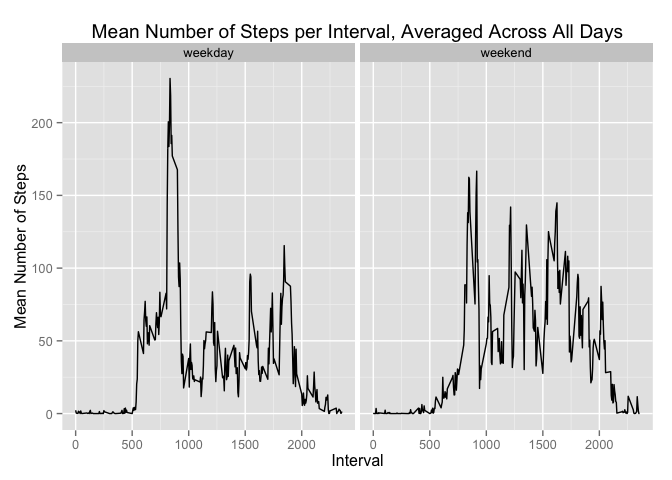 Mean Number of Steps per Interval, Averaged Across All Days
weekday
weekend
Mean Number of Steps
200
150
100
50
0
0 500 1000 1500 2000
0 500 1000 1500 2000
Interval